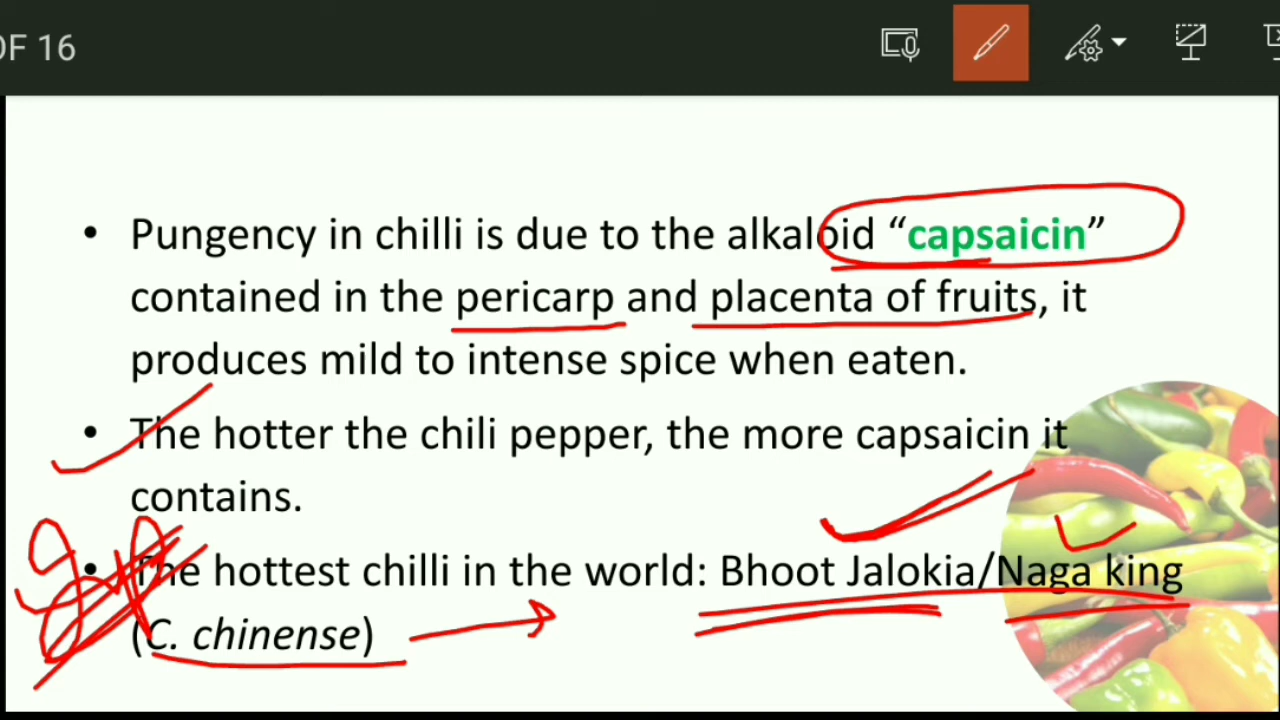 OF 16
• Pungency in chilli is due to the alkaloid “capsaicin”
contained in the pericarp and placenta of fruits, it
produces mild to intense spice when eaten.
• The hotter the chili pepper, the more capsaicin it
contains.
• The hottest chilli in the world: Bhoot Jalokia/Naga king
(C. chinense)